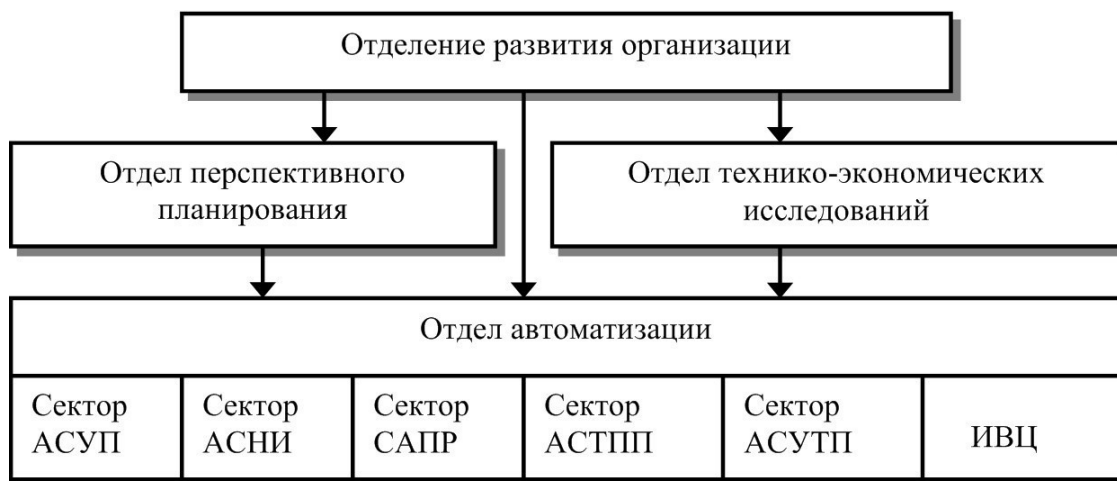 Отделение развития организации
Отдел перспективного
планирования
Отдел технико-экономических
исследований
Отдел автоматизации
Сектор
АСУП
Сектор
АСНИ
Сектор
САПР
Сектор
АСТПП
Сектор
АСУТП
ИВЦ